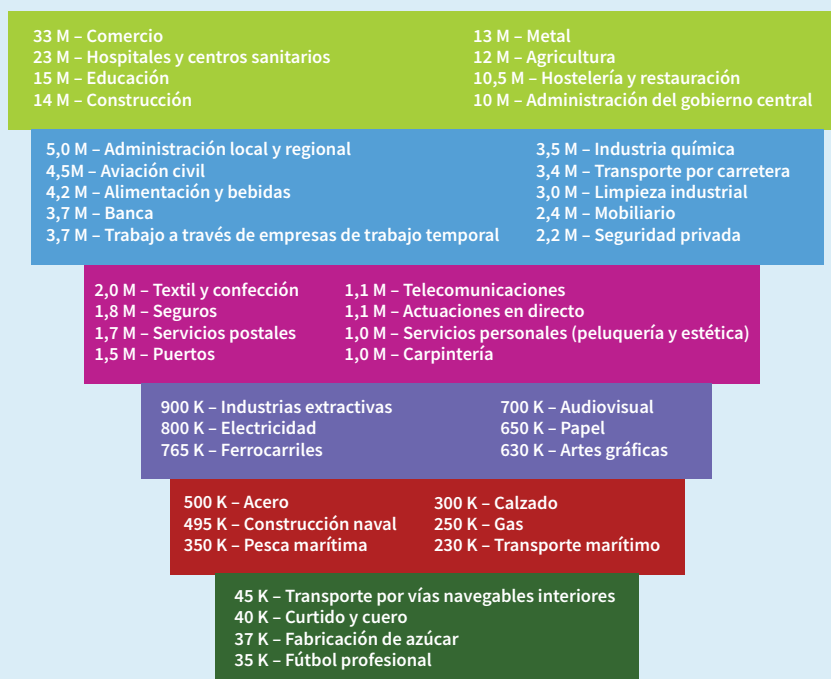 33 M – Comercio
23 M – Hospitales y centros sanitarios
15 M – Educación
14 M – Construcción
13 M – Metal
12 M – Agricultura
10,5 M – Hostelería y restauración
10 M – Administración del gobierno central
5,0 M – Administración local y regional
4,5M – Aviación civil
4,2 M – Alimentación y bebidas
3,7 M – Banca
3,7 M – Trabajo a través de empresas de trabajo temporal
3,5 M – Industria química
3,4 M – Transporte por carretera
3,0 M – Limpieza industrial
2,4 M – Mobiliario
2,2 M – Seguridad privada
2,0 M – Textil y confección
1,8 M – Seguros
1,7 M – Servicios postales
1,5 M – Puertos
1,1 M – Telecomunicaciones
1,1 M – Actuaciones en directo
1,0 M – Servicios personales (peluquería y estética)
1,0 M – Carpintería
900 K – Industrias extractivas
800 K – Electricidad
765 K – Ferrocarriles
700 K – Audiovisual
650 K – Papel
630 K – Artes gráficas
500 K – Acero
495 K – Construcción naval
350 K – Pesca marítima
300 K – Calzado
250 K – Gas
230 K – Transporte marítimo
45 K – Transporte por vías navegables interiores
40 K – Curtido y cuero
37 K – Fabricación de azúcar
35 K – Fútbol profesional